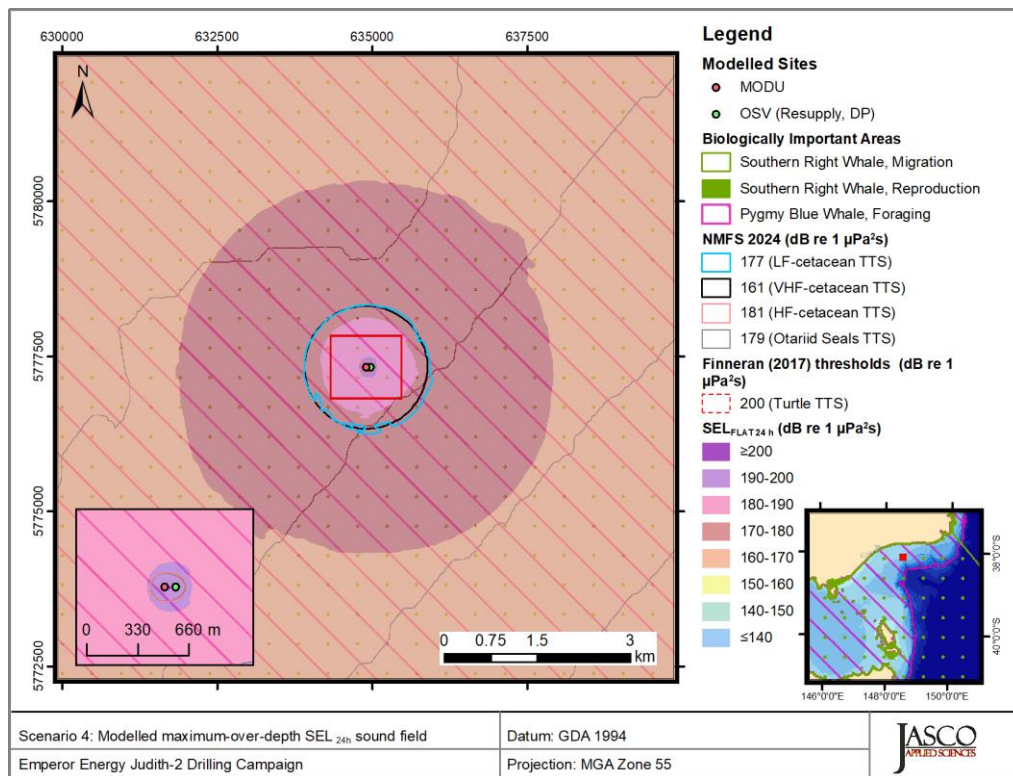 630000 632500 635000 637500
N
5780000
5777500
5775000
5772500
0 330 660 m
0 0.75 1.5 3
km
Legend
Modelled Sites
MODU
OSV (Resupply, DP)
Biologically Important Areas
Southern Right Whale, Migration
Southern Right Whale, Reproduction
Pygmy Blue Whale, Foraging
NMFS 2024 (dB re 1 µPa²s)
177 (LF-cetacean TTS)
161 (VHF-cetacean TTS)
181 (HF-cetacean TTS)
179 (Otariid Seals TTS)
Finneran (2017) thresholds (dB re 1
µPa²s)
200 (Turtle TTS)
SELFLAT24 h (dB re 1 µPa²s)
≥200
190-200
180-190
170-180
160-170
150-160
140-150
≤140
38°0'0"S
40°0'0"S
146°0'0"E 148°0'0"E 150°0'0"E
Scenario 4: Modelled maximum-over-depth SEL 24h sound field
Datum: GDA 1994
Emperor Energy Judith-2 Drilling Campaign
Projection: MGA Zone 55
JASCO
APPLIED SCIENCES